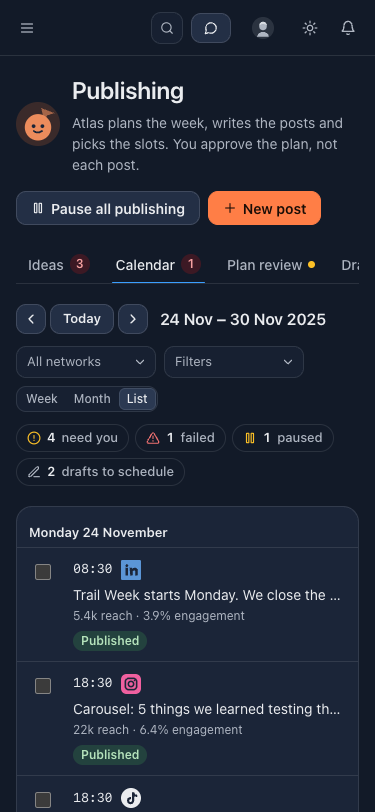 Publishing
Atlas plans the week, writes the posts and
picks the slots. You approve the plan, not
each post.
Pause all publishing
+ New post
Ideas 3
Calendar 1
Plan review
Dra
Today
24 Nov – 30 Nov 2025
All networks
Filters
Week
Month
List
4 need you
1 failed
1 paused
2 drafts to schedule
Monday 24 November
08:30
in
Trail Week starts Monday. We close the ...
5.4k reach · 3.9% engagement
Published
18:30
Carousel: 5 things we learned testing th...
22k reach · 6.4% engagement
Published
18:30